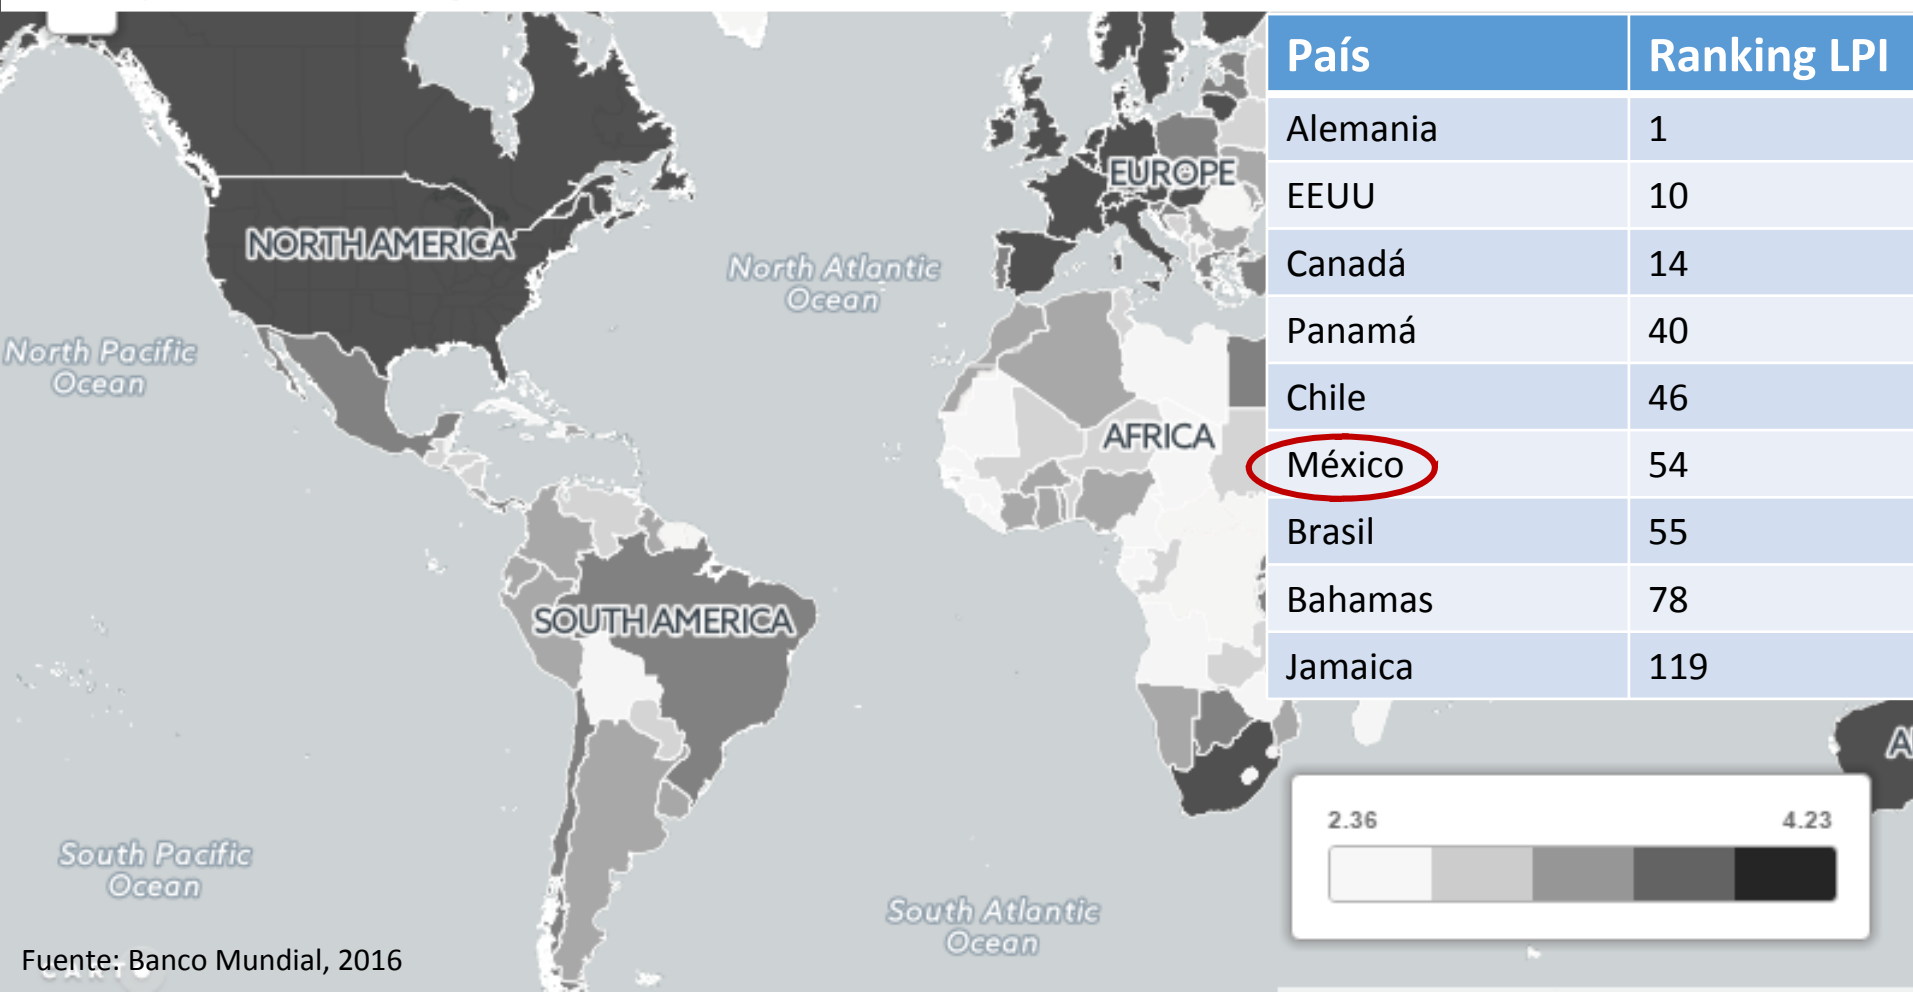 País Ranking LPI
Alemania 1
EEUU 10
Canadá 14
Panamá 40
Chile 46
México 54
Brasil 55
Bahamas 78
Jamaica 119
EUROPE
NORTH AMERICA
North Atlantic
Ocean
North Pacific
Ocean
AFRICA
SOUTH AMERICA
A
2.36 4.23
South Pacific
Ocean
South Atlantic
Ocean
Fuente: Banco Mundial, 2016
CARTO